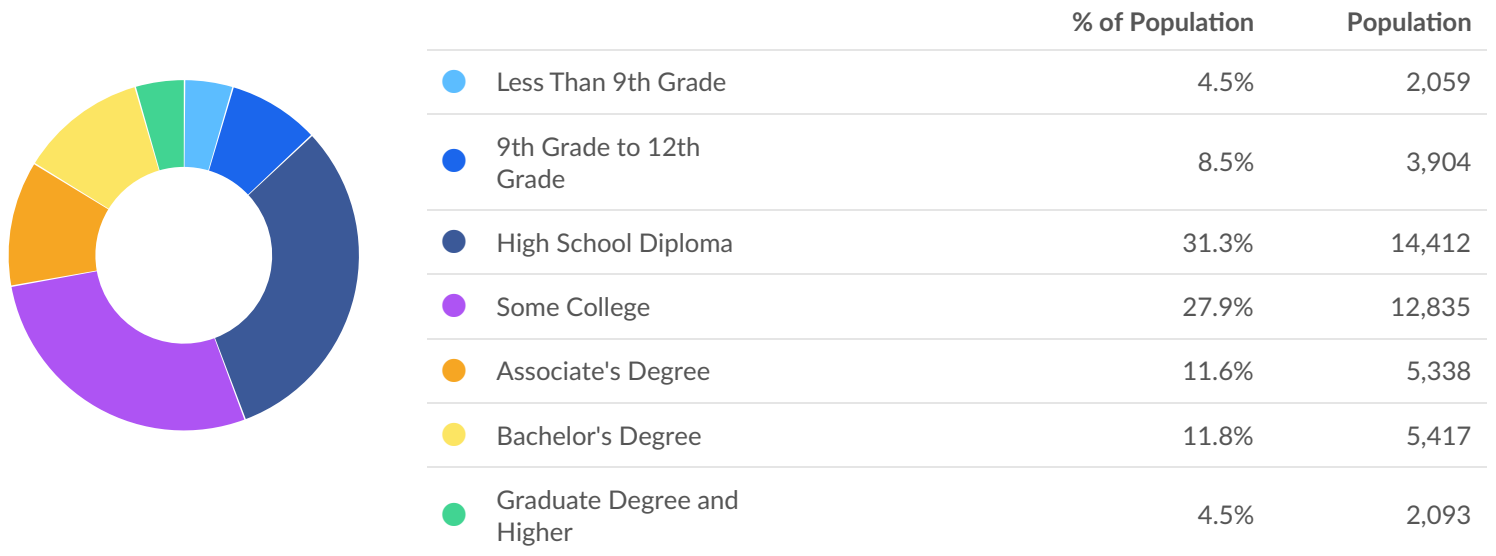 % of Population Population
Less Than 9th Grade 4.5% 2,059
9th Grade to 12th
Grade 8.5% 3,904
High School Diploma 31.3% 14,412
Some College 27.9% 12,835
Associate's Degree 11.6% 5,338
Bachelor's Degree 11.8% 5,417
Graduate Degree and
Higher 4.5% 2,093